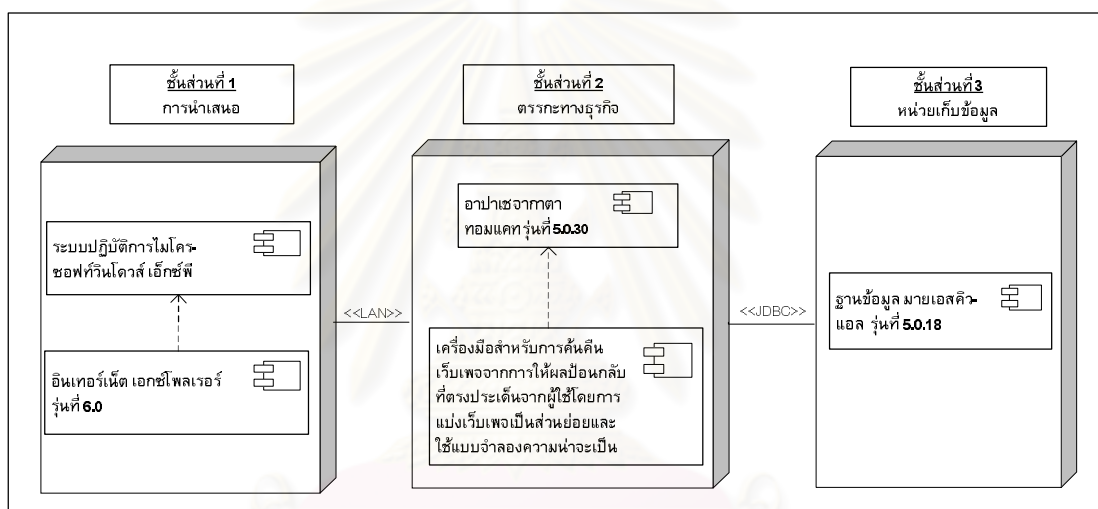 ชั้นส่วนที่ 1
การนำเสนอ
ชั้นส่วนที่ 2
ตรรกะทางธุรกิจ
ชั้นส่วนที่ 3
หน่วยเก็บข้อมูล
ระบบปฏิบัติการไมโคร-
ซอฟท์วินโดวส์ เอ็กซ์พี
อินเทอร์เน็ต เอกซ์โพลเรอร์
รุ่นที่ 6.0
<<LAN>>
อาปาเชจากาตา
ทอมแคท รุ่นที่ 5.0.30
เครื่องมือสำหรับการค้นคืน
เว็บเพจจากการให้ผลป้อนกลับ
ที่ตรงประเด็นจากผู้ใช้โดยการ
แบ่งเว็บเพจเป็นส่วนย่อยและ
ใช้แบบจำลองความน่าจะเป็น
<<JDBC>>
ฐานข้อมูล มายเอสคิว-
แอล รุ่นที่ 5.0.18